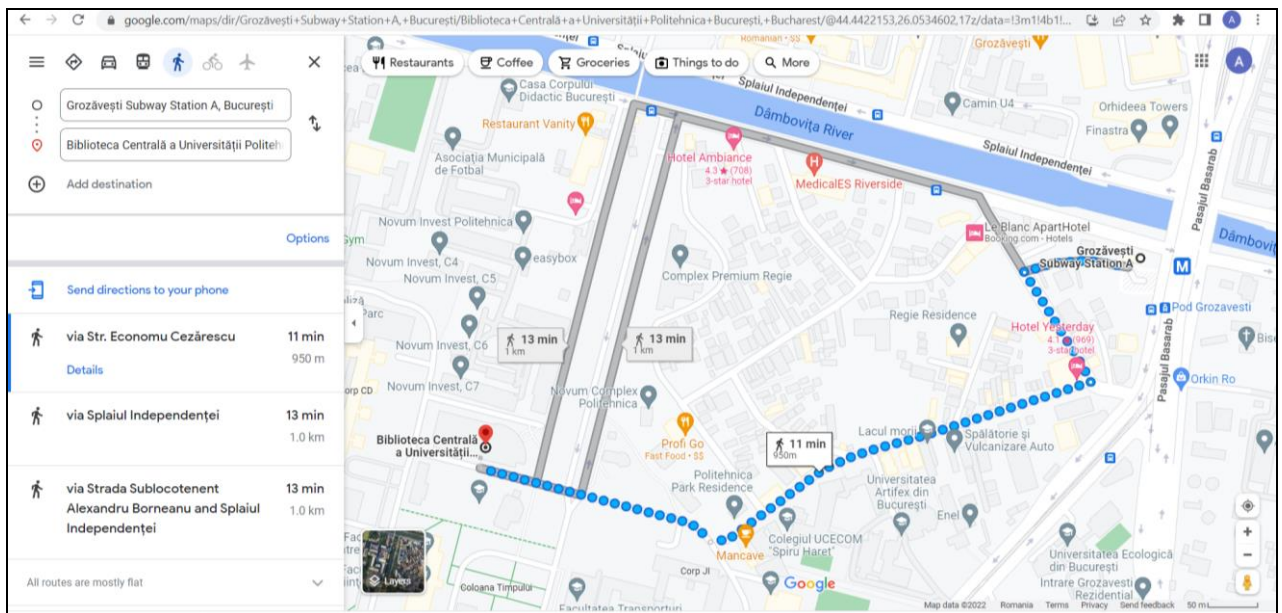 google.com/maps/dir/Grozăvești+Subway+Station+A,+București/Biblioteca+Centrală+a+Universității+Politehnica+București,+Bucharest/@44.4422153,26.0534602,17z/data=!3m1!4b1!...
A
Grozăvești Subway Station A, București
Biblioteca Centrală a Universității Politeh
Add destination
Options
Send directions to your phone
via Str. Economu Cezărescu
11 min
950 m
Details
via Splaiul Independenței
13 min
1.0 km
via Strada Sublocotenent
Alexandru Borneanu and Splaiul
Independenței
13 min
1.0 km
All routes are mostly flat
Restaurants
Coffee
Groceries
Things to do
More
A
Romanian • $$
Grozăvești
Casa Corpului
Didactic București
Splaiul Independenței
Camin U4
Orhideea Towers
Finastra
Restaurant Vanity
Dâmbovița River
Splaiul Independenței
Asociația Municipală
de Fotbal
Hotel Ambiance
4.3 ★ (708)
3-star hotel
MedicalES Riverside
Pasajul Basarab
Novum Invest Politehnica
Le Blanc ApartHotel
Booking.com - Hotels
Dâmbovi
Gym
easybox
Grozăvești
Subway Station A
Novum Invest, C4
Novum Invest, C5
Complex Premium Regie
M
Parc
Regie Residence
Pod Grozavesti
Hotel Yesterday
4.1 ★ (969)
3-star hotel
13 min
1 km
13 min
1 km
Novum Invest, C6
Pasajul Basarab
Bise
Orkin Ro
orp CD
Novum Invest, C7
Novum Complex
Politehnica
Biblioteca Centrală
a Universității...
Profi Go
Fast Food • $$
11 min
950m
Lacul morii
Spălătorie și
Vulcanizare Auto
Politehnica
Park Residence
Universitatea
Artifex din
București
Enel
Colegiul UCECOM
"Spiru Haret"
Mancave
Corp JI
Universitatea Ecologică
din București
Layers
Coloana Timpului
Google
Intrare Grozavesti
Rezidential
Facultatea Transporturi
Map data ©2022
Romania
Terms
Privacy
Send feedback
50 m